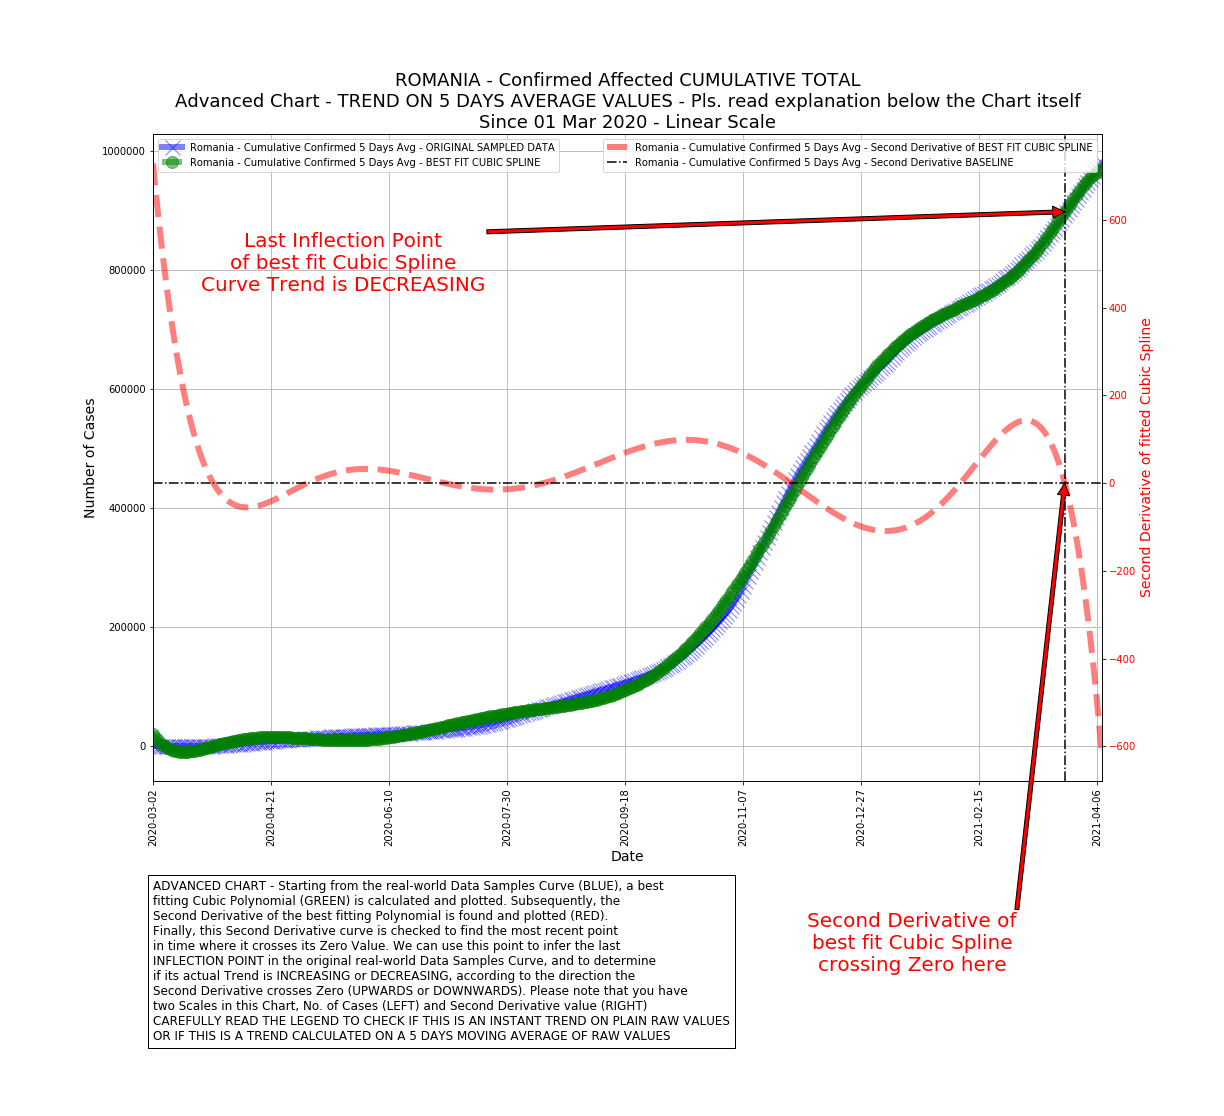 ROMANIA - Confirmed Affected CUMULATIVE TOTAL
Advanced Chart - TREND ON 5 DAYS AVERAGE VALUES - Pls. read explanation below the Chart itself
Since 01 Mar 2020 - Linear Scale
Romania - Cumulative Confirmed 5 Days Avg - ORIGINAL SAMPLED DATA
Romania - Cumulative Confirmed 5 Days Avg - BEST FIT CUBIC SPLINE
Romania - Cumulative Confirmed 5 Days Avg - Second Derivative of BEST FIT CUBIC SPLINE
Romania - Cumulative Confirmed 5 Days Avg - Second Derivative BASELINE
Last Inflection Point
of best fit Cubic Spline
Curve Trend is DECREASING
Number of Cases
1000000
800000
600000
400000
200000
0
Second Derivative of fitted Cubic Spline
600
400
200
0
−200
−400
−600
2020-03-02
2020-04-21
2020-06-10
2020-07-30
2020-09-18
2020-11-07
2020-12-27
2021-02-15
2021-04-06
Date
ADVANCED CHART - Starting from the real-world Data Samples Curve (BLUE), a best
fitting Cubic Polynomial (GREEN) is calculated and plotted. Subsequently, the
Second Derivative of the best fitting Polynomial is found and plotted (RED).
Finally, this Second Derivative curve is checked to find the most recent point
in time where it crosses its Zero Value. We can use this point to infer the last
INFLECTION POINT in the original real-world Data Samples Curve, and to determine
if its actual Trend is INCREASING or DECREASING, according to the direction the
Second Derivative crosses Zero (UPWARDS or DOWNWARDS). Please note that you have
two Scales in this Chart, No. of Cases (LEFT) and Second Derivative value (RIGHT)
CAREFULLY READ THE LEGEND TO CHECK IF THIS IS AN INSTANT TREND ON PLAIN RAW VALUES
OR IF THIS IS A TREND CALCULATED ON A 5 DAYS MOVING AVERAGE OF RAW VALUES
Second Derivative of
best fit Cubic Spline
crossing Zero here